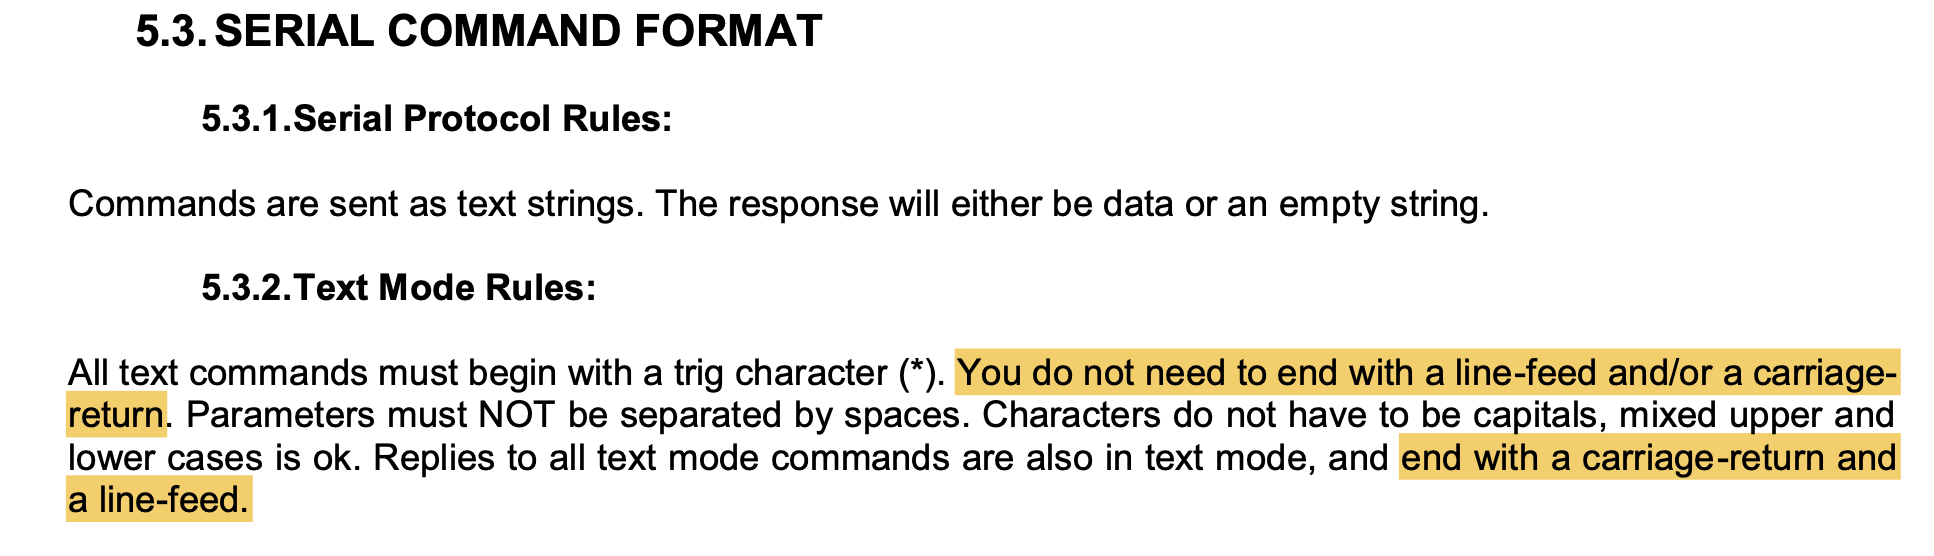 5.3. SERIAL COMMAND FORMAT
5.3.1.Serial Protocol Rules:
Commands are sent as text strings. The response will either be data or an empty string.
5.3.2.Text Mode Rules:
All text commands must begin with a trig character (*). You do not need to end with a line-feed and/or a carriage-
return. Parameters must NOT be separated by spaces. Characters do not have to be capitals, mixed upper and
lower cases is ok. Replies to all text mode commands are also in text mode, and end with a carriage-return and
a line-feed.